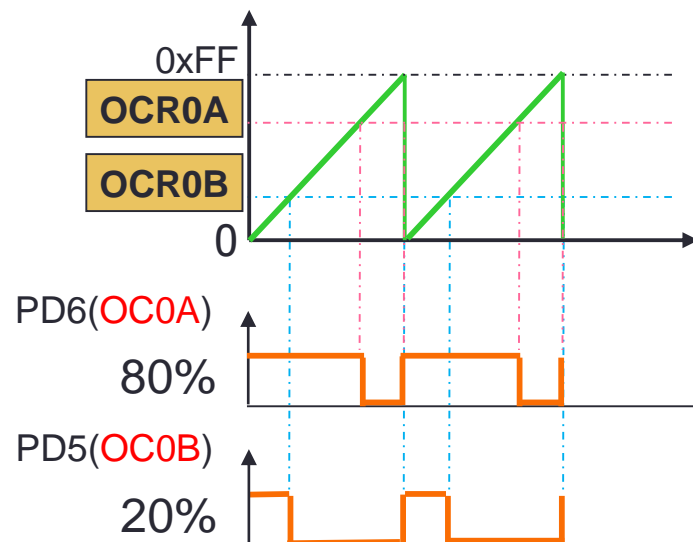 0xFF
OCR0A
OCR0B
0
PD6(OC0A)
80%
PD5(OC0B)
20%